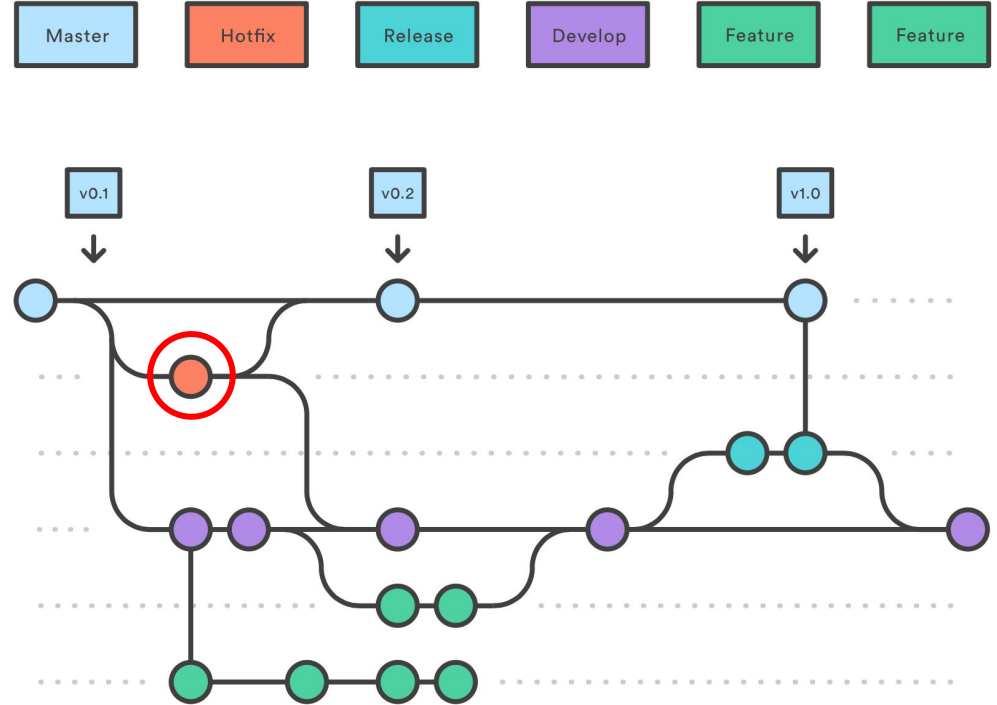 Master
Hotfix
Release
Develop
Feature
Feature
v0.1
v0.2
v1.0